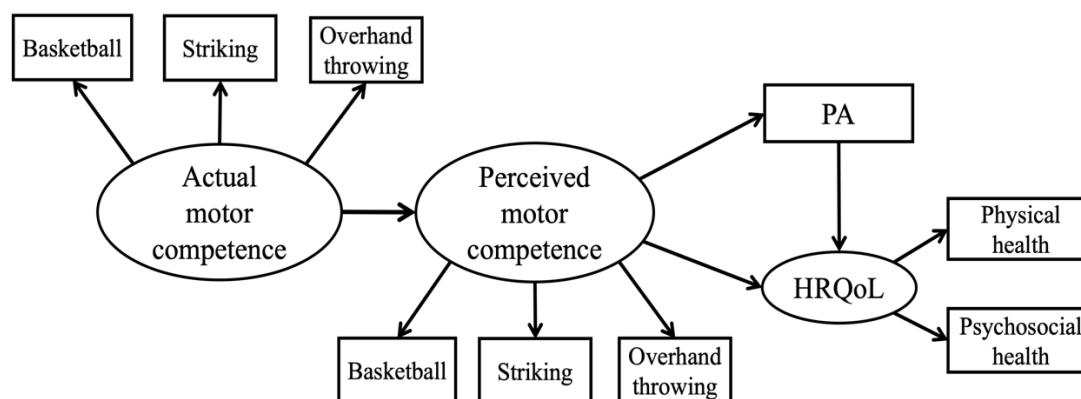 Basketball
Striking
Overhand
throwing
PA
Actual
motor
competence
Perceived
motor
competence
Physical
health
HRQoL
Psychosocial
health
Basketball
Striking
Overhand
throwing